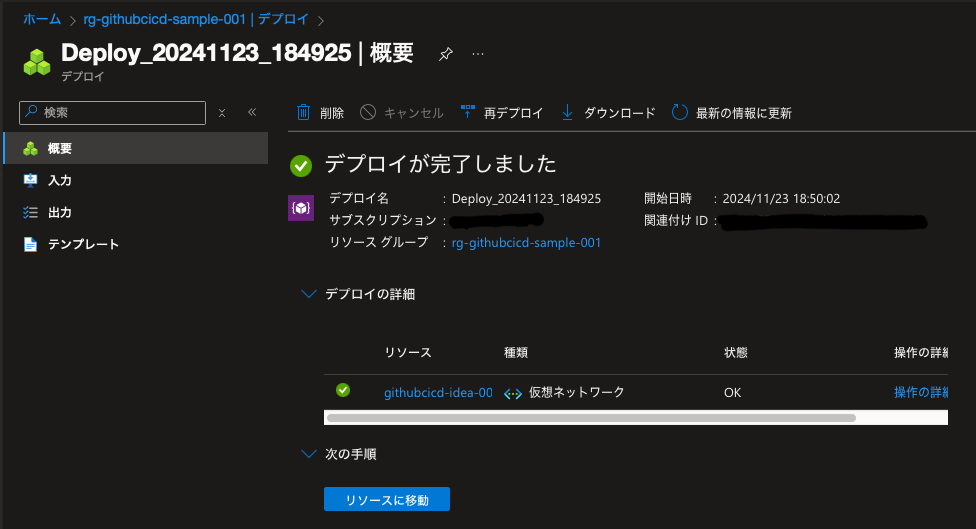 ホーム > rg-githubcicd-sample-001 | デプロイ >
Deploy_20241123_184925 | 概要
デプロイ
検索
概要
入力
出力
テンプレート
削除 キャンセル 再デプロイ ダウンロード 最新の情報に更新
デプロイが完了しました
デプロイ名 : Deploy_20241123_184925 開始日時 : 2024/11/23 18:50:02
サブスクリプション : 関連付け ID :
リソース グループ : rg-githubcicd-sample-001
デプロイの詳細
リソース 種類 状態 操作の詳細
githubcicd-idea-00 仮想ネットワーク OK 操作の詳細
次の手順
リソースに移動